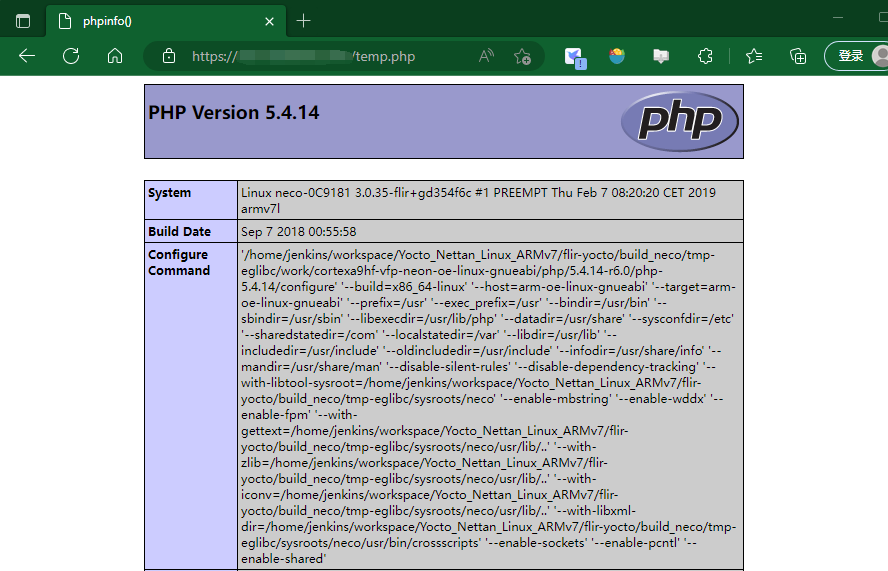 phpinfo()
https:// /temp.php
登录
PHP Version 5.4.14
php
System
Linux neco-0C9181 3.0.35-flir+gd354f6c #1 PREEMPT Thu Feb 7 08:20:20 CET 2019
armv7l
Build Date
Sep 7 2018 00:55:58
Configure
Command
'/home/jenkins/workspace/Yocto_Nettan_Linux_ARMv7/flir-yocto/build_neco/tmp-
eglibc/work/cortexa9hf-vfp-neon-oe-linux-gnueabi/php/5.4.14-r6.0/php-
5.4.14/configure' '--build=x86_64-linux' '--host=arm-oe-linux-gnueabi' '--target=arm-
oe-linux-gnueabi' '--prefix=/usr' '--exec_prefix=/usr' '--bindir=/usr/bin' '--
sbindir=/usr/sbin' '--libexecdir=/usr/lib/php' '--datadir=/usr/share' '--sysconfdir=/etc'
'--sharedstatedir=/com' '--localstatedir=/var' '--libdir=/usr/lib' '--
includedir=/usr/include' '--oldincludedir=/usr/include' '--infodir=/usr/share/info' '--
mandir=/usr/share/man' '--disable-silent-rules' '--disable-dependency-tracking' '--
with-libtool-sysroot=/home/jenkins/workspace/Yocto_Nettan_Linux_ARMv7/flir-
yocto/build_neco/tmp-eglibc/sysroots/neco' '--enable-mbstring' '--enable-wddx' '--
enable-fpm' '--with-
gettext=/home/jenkins/workspace/Yocto_Nettan_Linux_ARMv7/flir-
yocto/build_neco/tmp-eglibc/sysroots/neco/usr/lib/..' '--with-
zlib=/home/jenkins/workspace/Yocto_Nettan_Linux_ARMv7/flir-
yocto/build_neco/tmp-eglibc/sysroots/neco/usr/lib/..' '--with-
iconv=/home/jenkins/workspace/Yocto_Nettan_Linux_ARMv7/flir-
yocto/build_neco/tmp-eglibc/sysroots/neco/usr/lib/..' '--with-libxml-
dir=/home/jenkins/workspace/Yocto_Nettan_Linux_ARMv7/flir-yocto/build_neco/tmp-
eglibc/sysroots/neco/usr/bin/crossscripts' '--enable-sockets' '--enable-pcntl' '--
enable-shared'